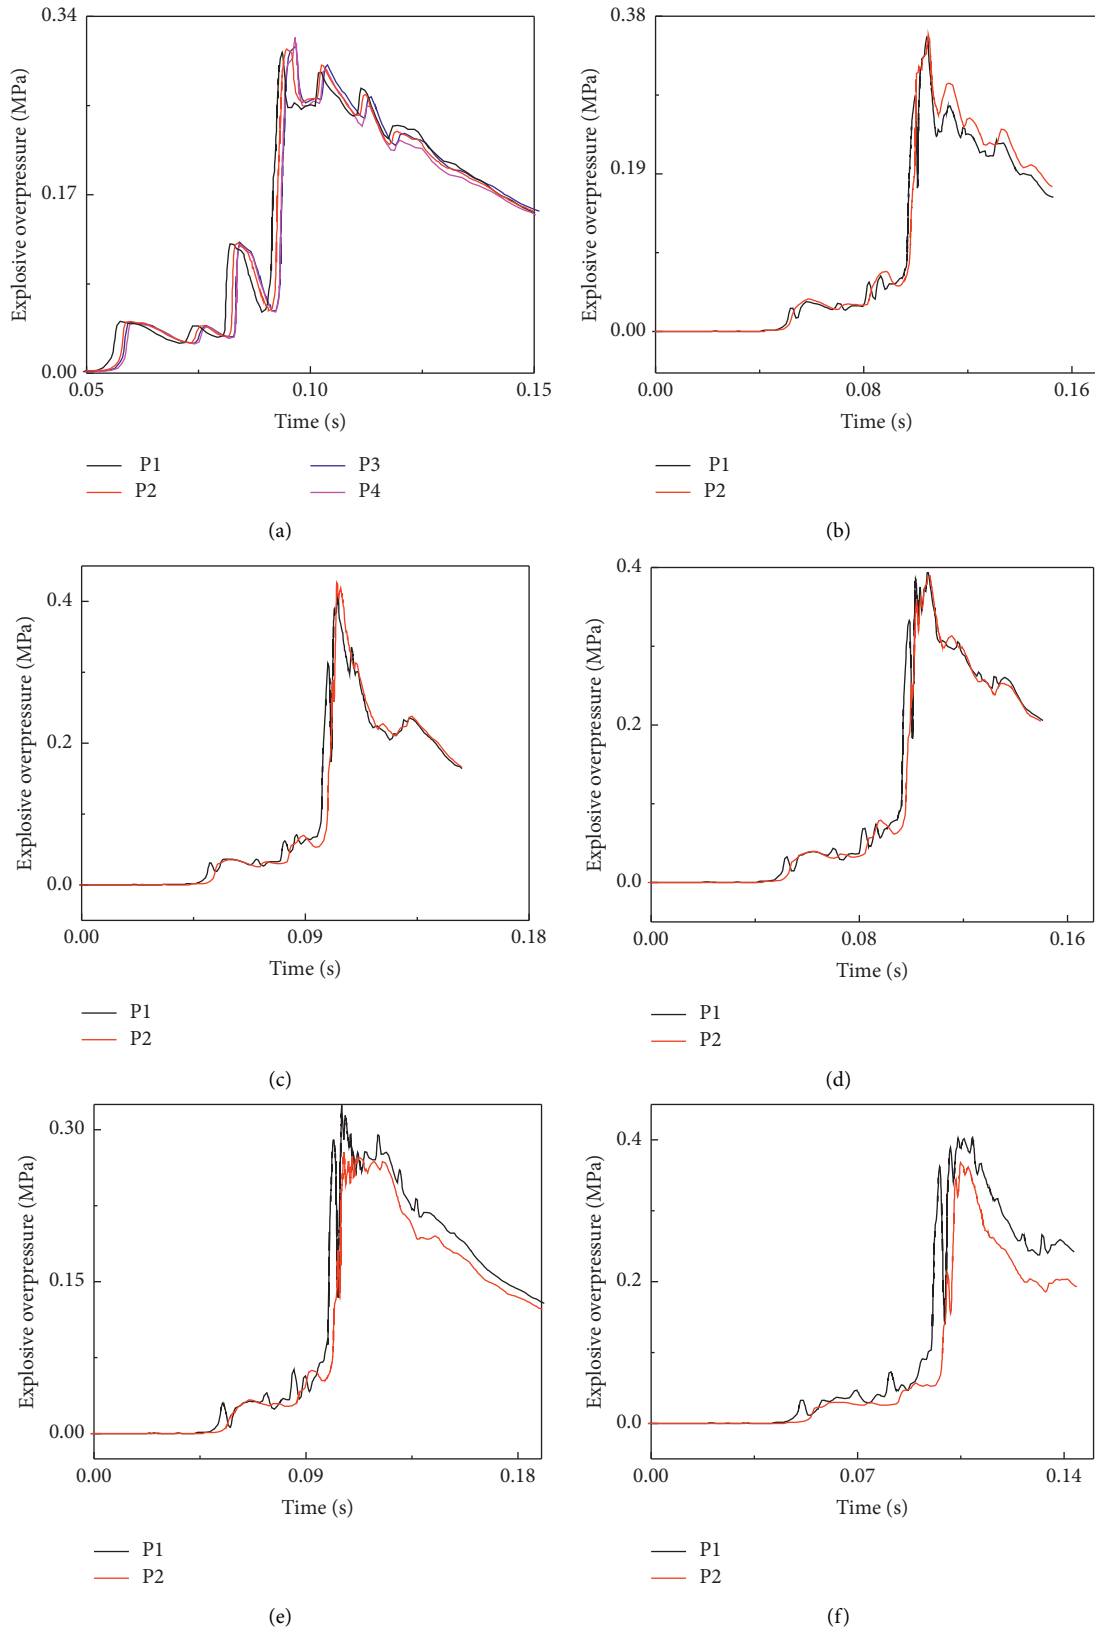 Explosive overpressure (MPa)
0.34
0.17
0.00
0.05
0.10
0.15
Time (s)
P1
P3
P2
P4
(a)
Explosive overpressure (MPa)
0.38
0.19
0.00
0.00
0.08
0.16
Time (s)
P1
P2
(b)
Explosive overpressure (MPa)
0.4
0.2
0.0
0.00
0.09
0.18
Time (s)
P1
P2
(c)
Explosive overpressure (MPa)
0.4
0.2
0.0
0.00
0.08
0.16
Time (s)
P1
P2
(d)
Explosive overpressure (MPa)
0.30
0.15
0.00
0.00
0.09
0.18
Time (s)
P1
P2
(e)
Explosive overpressure (MPa)
0.4
0.2
0.0
0.00
0.07
0.14
Time (s)
P1
P2
(f)